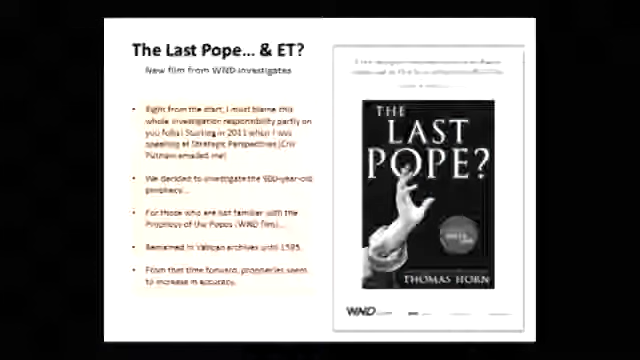 The Last Pope... & ET?
New film from WND investigates
• Right from the start, I must blame this
whole investigation responsibility partly on
you folks! Starting in 2011 when I was
speaking at Strategic Perspectives (Cris
Putnam emailed me)
• We decided to investigate the 900-year-old
prophecy...
• For those who are not familiar with the
Prophecy of the Popes (WND film)...
• Remained in Vatican archives until 1595.
• From that time forward, prophecies seem
to increase in accuracy.
THE
LAST
POPE?
THOMAS HORN
WND